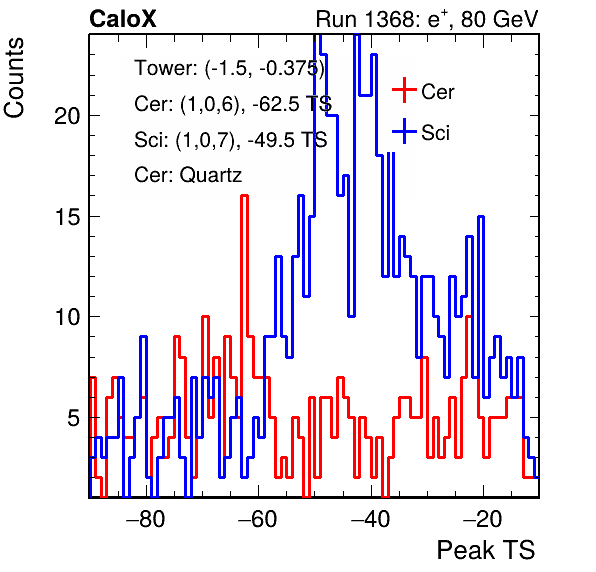 CaloX
Run 1368: e+, 80 GeV
Counts
Tower: (-1.5, -0.375)
Cer: (1,0,6), -62.5 TS
Sci: (1,0,7), -49.5 TS
Cer: Quartz
Cer
Sci
20
15
10
5
−80
−60
−40
−20
Peak TS